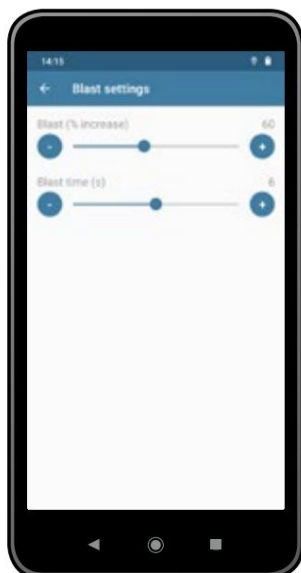 14:15
Blast settings
Blast (% increase) 60
- +
Blast time (s) 6
- +